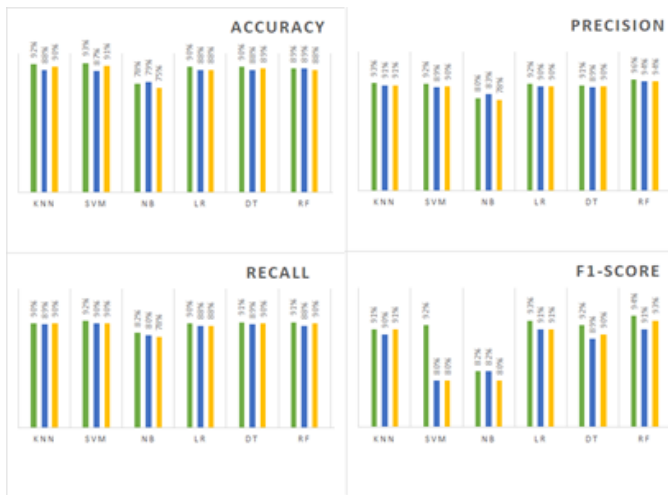 ACCURACY
92% 88% 90% 93% 87% 91% 78% 79% 75% 90% 88% 88% 90% 88% 89% 89% 89% 88%
KNN SVM NB LR DT RF
PRECISION
93% 91% 91% 92% 89% 90% 80% 83% 78% 92% 90% 90% 91% 89% 90% 96% 94% 94%
KNN SVM NB LR DT RF
RECALL
90% 89% 90% 92% 90% 90% 82% 80% 78% 90% 88% 88% 91% 89% 90% 91% 88% 90%
KNN SVM NB LR DT RF
F1-SCORE
91% 90% 91% 92% 80% 80% 82% 82% 80% 93% 91% 91% 92% 89% 90% 94% 91% 93%
KNN SVM NB LR DT RF